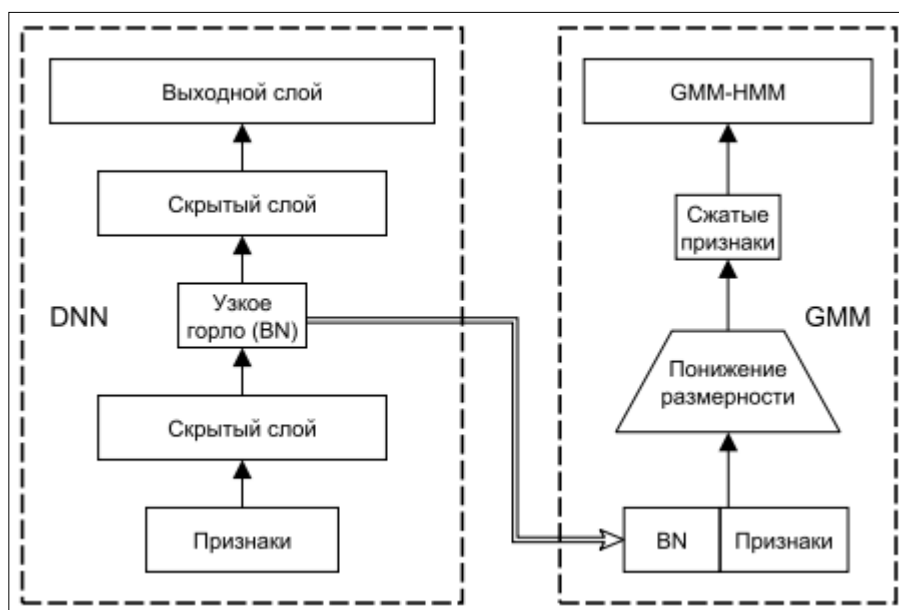 Выходной слой
Скрытый слой
Узкое
горло (BN)
DNN
Скрытый слой
Признаки
GMM-HMM
Сжатые
признаки
GMM
Понижение
размерности
BN
Признаки